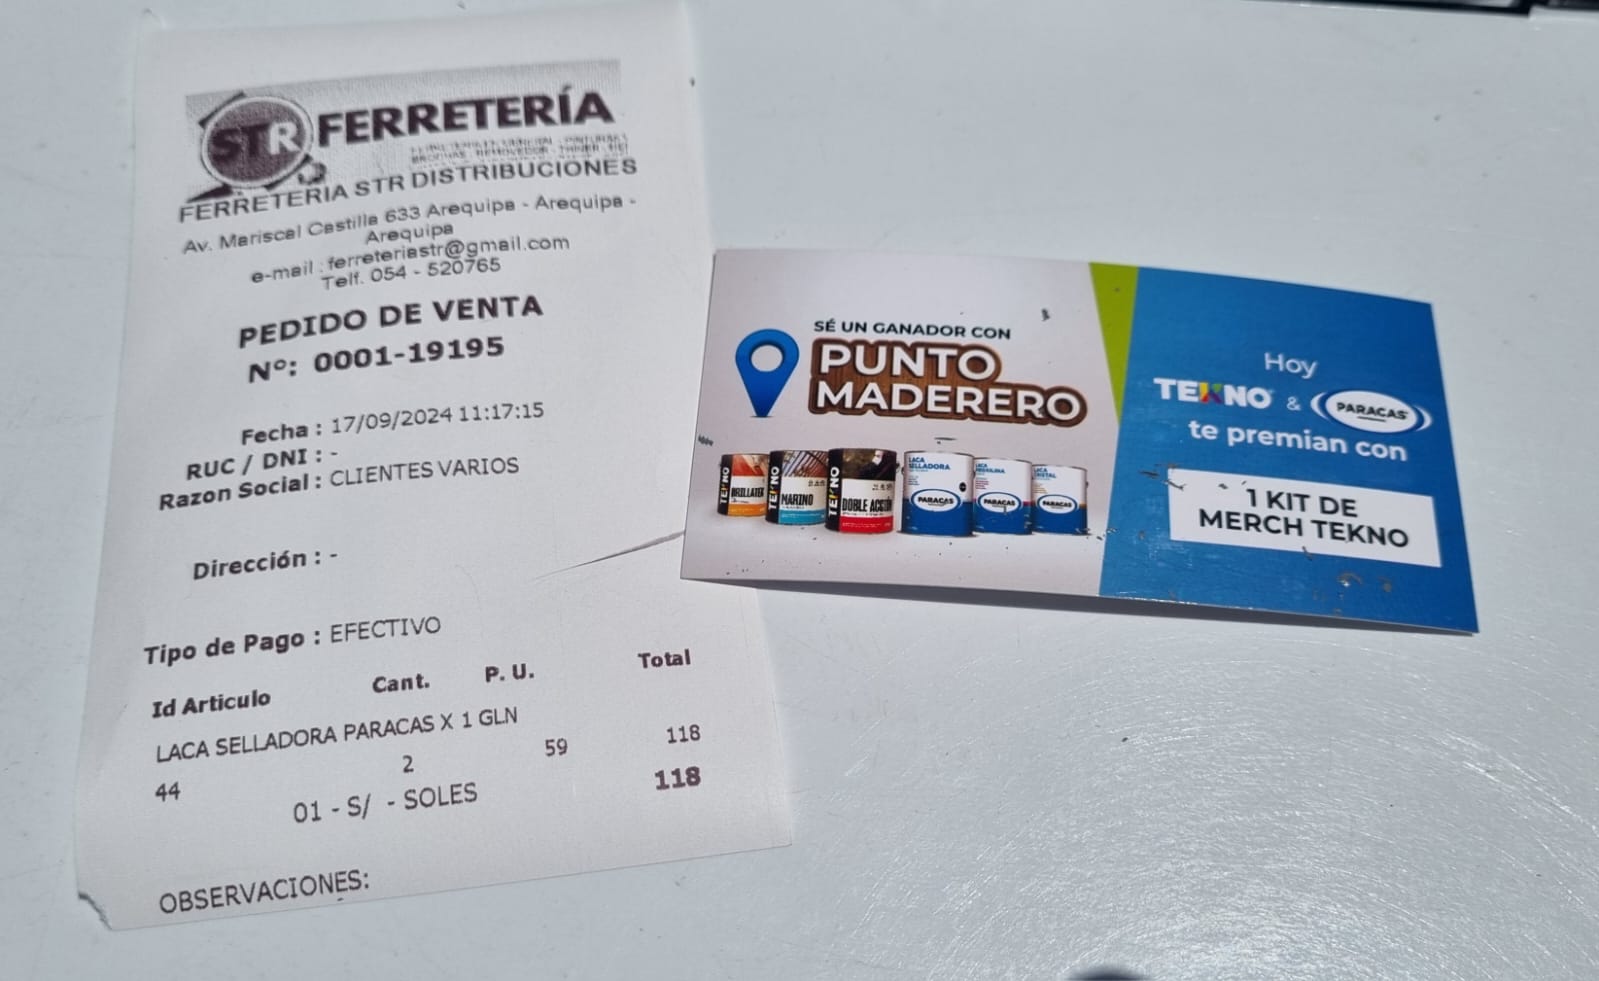 STR FERRETERÍA
FERRETERIA STR DISTRIBUCIONES
Av. Mariscal Castilla 633 Arequipa - Arequipa -
Arequipa
e-mail : ferreteriastr@gmail.com
Telf. 054 - 520765
PEDIDO DE VENTA
Nº: 0001-19195
Fecha : 17/09/2024 11:17:15
RUC / DNI : -
Razon Social : CLIENTES VARIOS
Dirección : -
Tipo de Pago : EFECTIVO
Id Articulo Cant. P. U. Total
LACA SELLADORA PARACAS X 1 GLN
44 2 59 118
01 - S/ - SOLES 118
OBSERVACIONES:
SÉ UN GANADOR CON
PUNTO
MADERERO
TEKNO
BRILLATEX
TEKNO
MARINO
TEKNO
DOBLE ACCIÓN
LACA
SELLADORA
PARACAS
LACA
PARACAS
LACA
CRISTAL
PARACAS
Hoy
TEKNO & PARACAS
te premian con
1 KIT DE
MERCH TEKNO